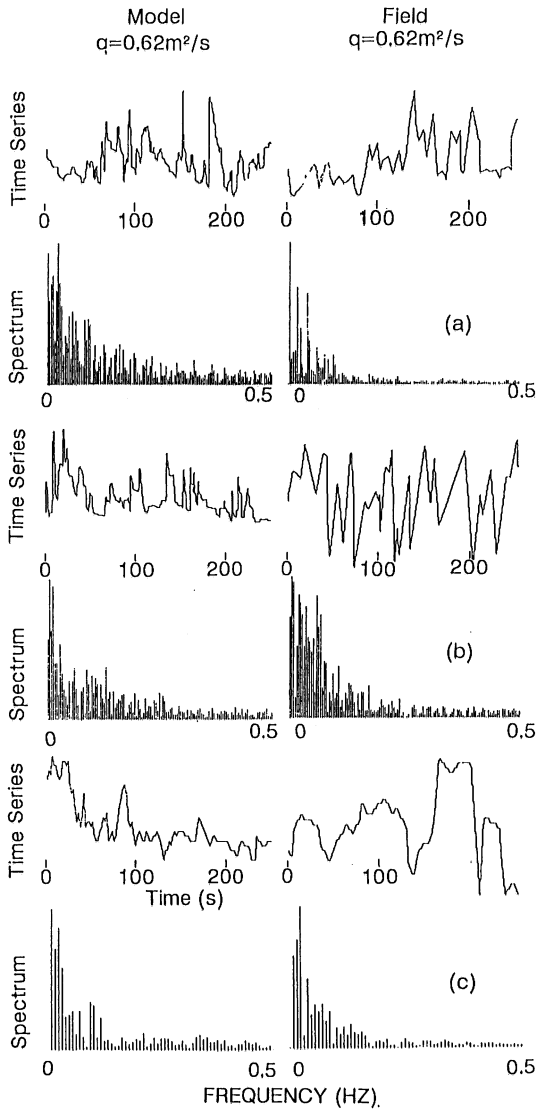 Model Field
q=0.62m²/s q=0.62m²/s
Time Series
0 100 200 0 100 200
Spectrum
(a)
0 0.5 0 0.5
Time Series
0 100 200 0 100 200
Spectrum
(b)
0 0.5 0 0.5
Time Series
0 100 200 0 100
Time (s)
Spectrum
(c)
0 0.5 0 0.5
FREQUENCY (HZ).